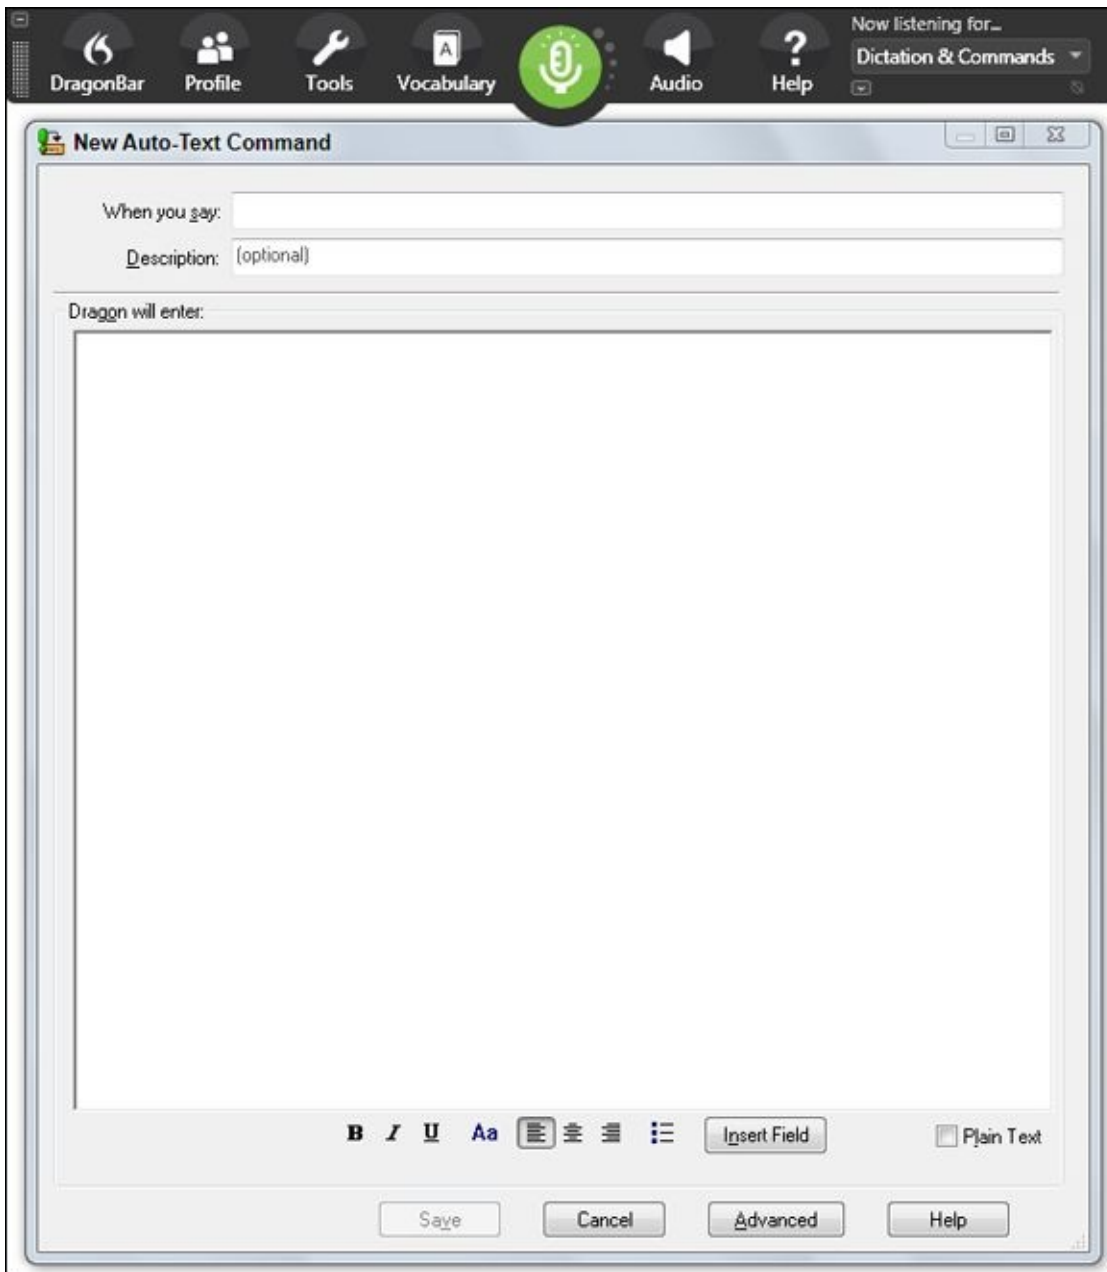 Now listening for...
DragonBar Profile Tools Vocabulary Audio Help Dictation & Commands
New Auto-Text Command
When you say:
Description: (optional)
Dragon will enter:
B I U Aa Insert Field Plain Text
Save Cancel Advanced Help